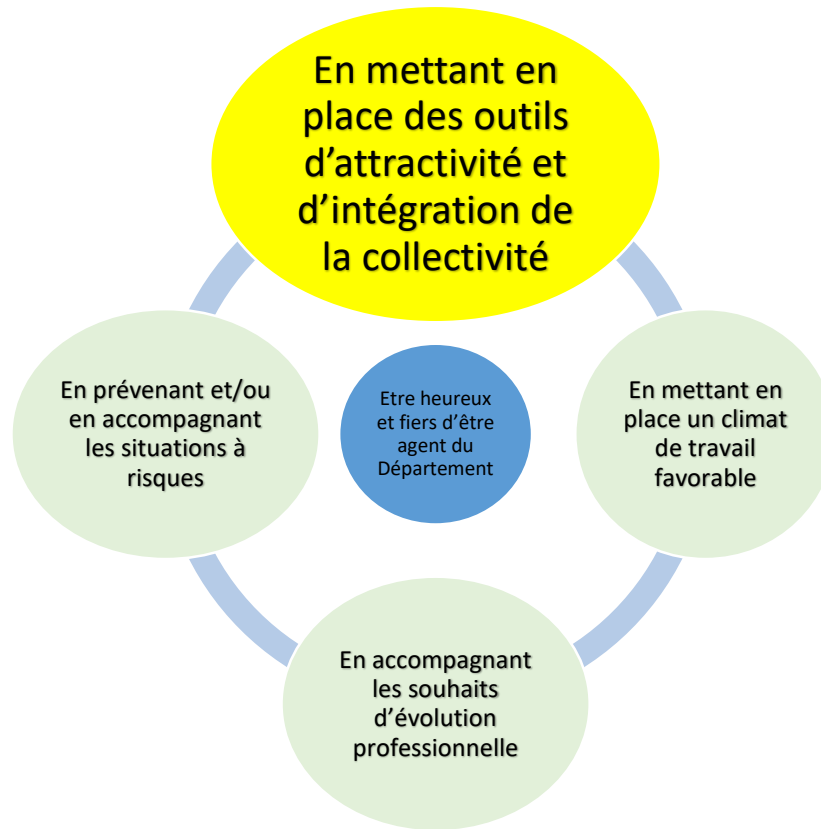 En mettant en
place des outils
d’attractivité et
d’intégration de
la collectivité
En prévenant et/ou
en accompagnant
les situations à
risques
Etre heureux
et fiers d’être
agent du
Département
En mettant en
place un climat
de travail
favorable
En accompagnant
les souhaits
d’évolution
professionnelle